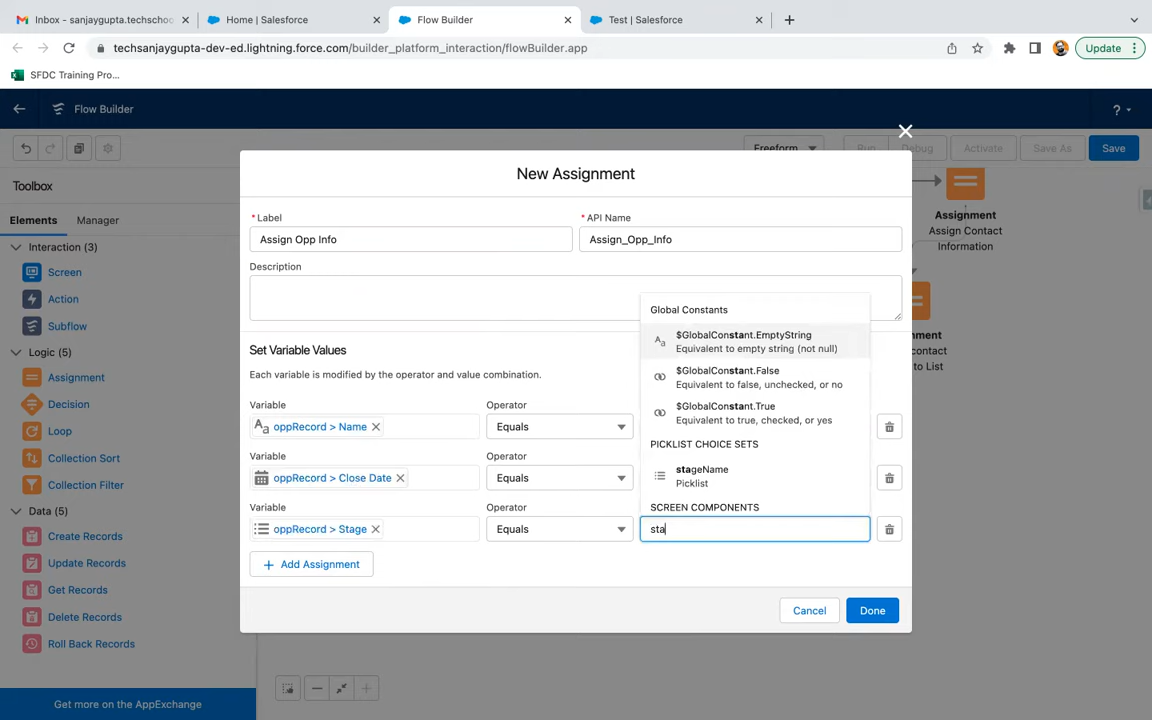 Inbox - sanjaygupta.techschoo
Home | Salesforce
Flow Builder
Test | Salesforce
techsanjaygupta-dev-ed.lightning.force.com/builder_platform_interaction/flowBuilder.app
Update
SFDC Training Pro...
Flow Builder
?
Freeform
Run
Debug
Activate
Save As
Save
Toolbox
Elements
Manager
Interaction (3)
Screen
Action
Subflow
Logic (5)
Assignment
Decision
Loop
Collection Sort
Collection Filter
Data (5)
Create Records
Update Records
Get Records
Delete Records
Roll Back Records
Get more on the AppExchange
New Assignment
* Label
Assign Opp Info
* API Name
Assign_Opp_Info
Description
Set Variable Values
Each variable is modified by the operator and value combination.
Variable
Operator
Aa oppRecord > Name
Equals
Variable
Operator
oppRecord > Close Date
Equals
Variable
Operator
oppRecord > Stage
Equals
sta
Global Constants
Aa $GlobalConstant.EmptyString
Equivalent to empty string (not null)
$GlobalConstant.False
Equivalent to false, unchecked, or no
$GlobalConstant.True
Equivalent to true, checked, or yes
PICKLIST CHOICE SETS
stageName
Picklist
SCREEN COMPONENTS
+ Add Assignment
Cancel
Done
Assignment
Assign Contact
Information
nment
ontact
to List